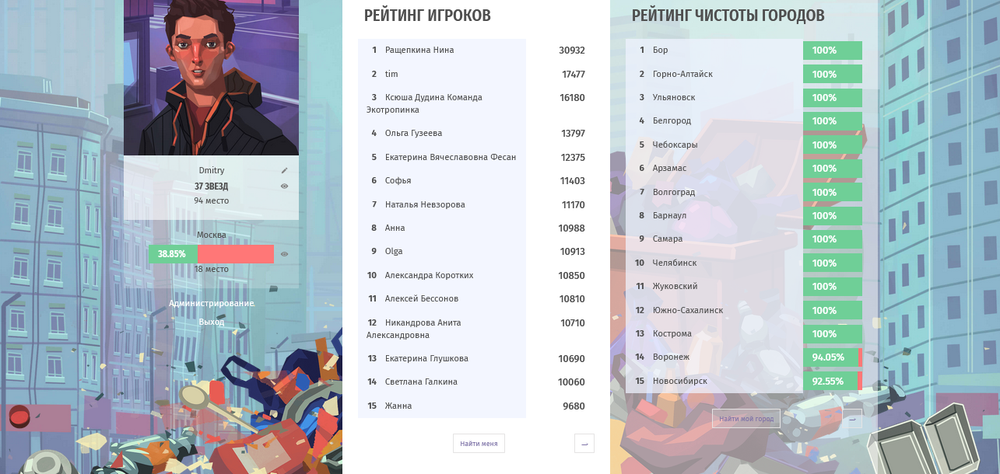 Dmitry
37 ЗВЕЗД
94 место
Москва
38.85%
18 место
Администрирование
Выход
РЕЙТИНГ ИГРОКОВ
1 Ращепкина Нина 30932
2 tim 17477
3 Ксюша Дудина Команда 16180
Экотропинка
4 Ольга Гузеева 13797
5 Екатерина Вячеславовна Фесан 12375
6 Софья 11403
7 Наталья Невзорова 11170
8 Анна 10988
9 Olga 10913
10 Александра Коротких 10850
11 Алексей Бессонов 10810
12 Никандрова Анита 10710
Александровна
13 Екатерина Глушкова 10690
14 Светлана Галкина 10060
15 Жанна 9680
Найти меня
РЕЙТИНГ ЧИСТОТЫ ГОРОДОВ
1 Бор 100%
2 Горно-Алтайск 100%
3 Ульяновск 100%
4 Белгород 100%
5 Чебоксары 100%
6 Арзамас 100%
7 Волгоград 100%
8 Барнаул 100%
9 Самара 100%
10 Челябинск 100%
11 Жуковский 100%
12 Южно-Сахалинск 100%
13 Кострома 100%
14 Воронеж 94.05%
15 Новосибирск 92.55%
Найти мой город